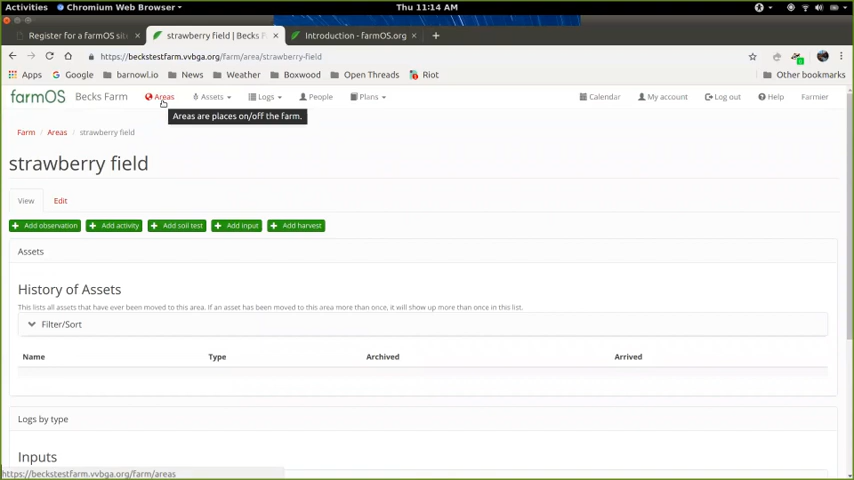 Activities Chromium Web Browser Thu 11:14 AM
Register for a farmOS sit × strawberry field | Becks F × Introduction - farmOS.org × +
https://beckstestfarm.vvbga.org/farm/area/strawberry-field
Apps Google barnowl.io News Weather Boxwood Open Threads Riot Other bookmarks
farmOS Becks Farm Areas Assets Logs People Plans Calendar My account Log out Help Farmier
Areas are places on/off the farm.
Farm / Areas / strawberry field
strawberry field
View Edit
+ Add observation + Add activity + Add soil test + Add input + Add harvest
Assets
History of Assets
This lists all assets that have ever been moved to this area. If an asset has been moved to this area more than once, it will show up more than once in this list.
Filter/Sort
Name Type Archived Arrived
Logs by type
Inputs
https://beckstestfarm.vvbga.org/farm/areas